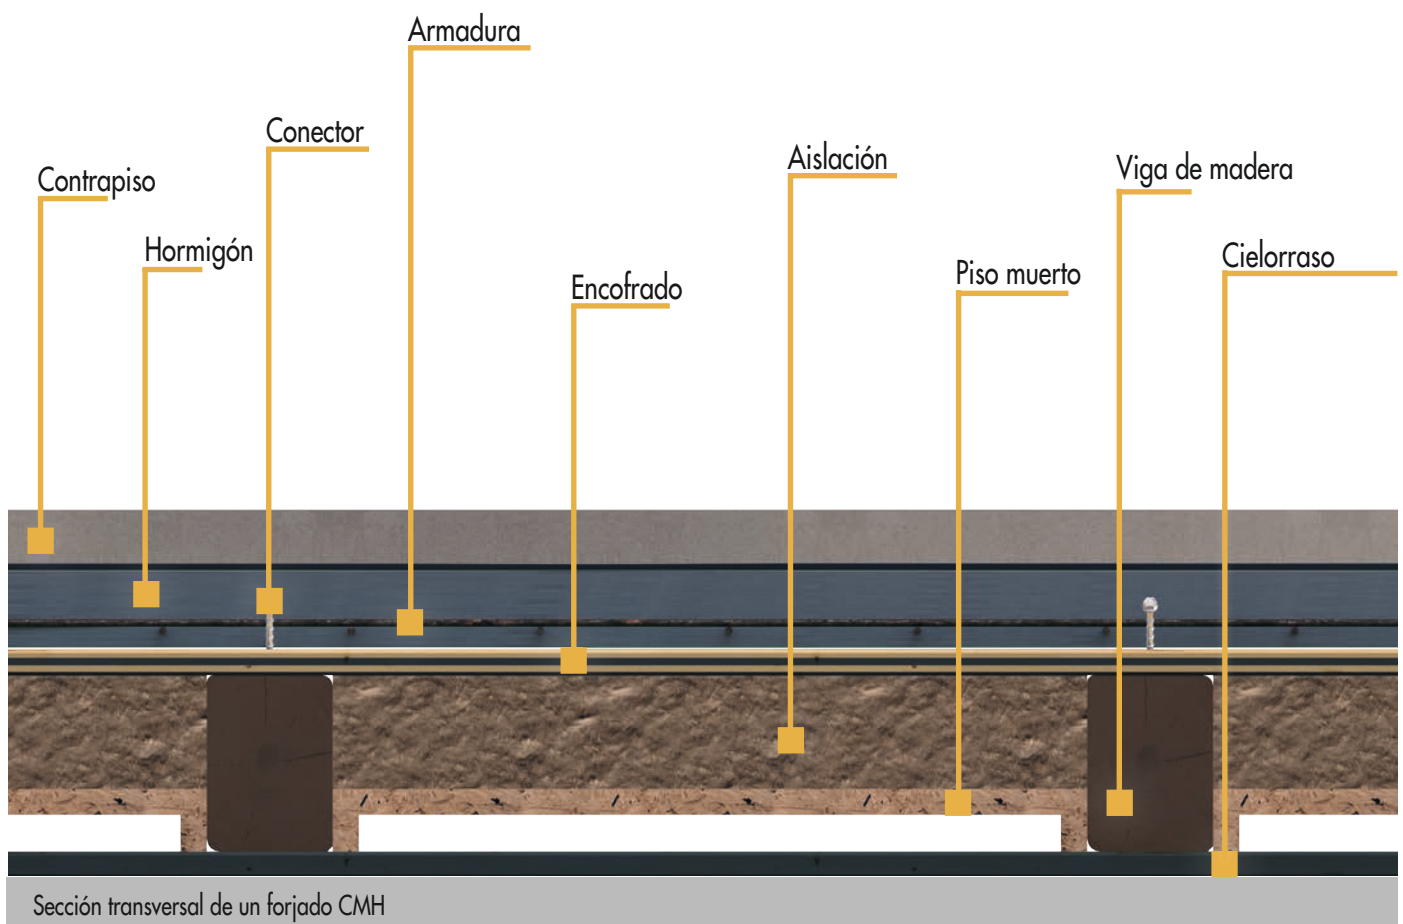 Armadura
Conector
Aislación
Viga de madera
Contrapiso
Hormigón
Cielorraso
Piso muerto
Encofrado
Sección transversal de un forjado CMH